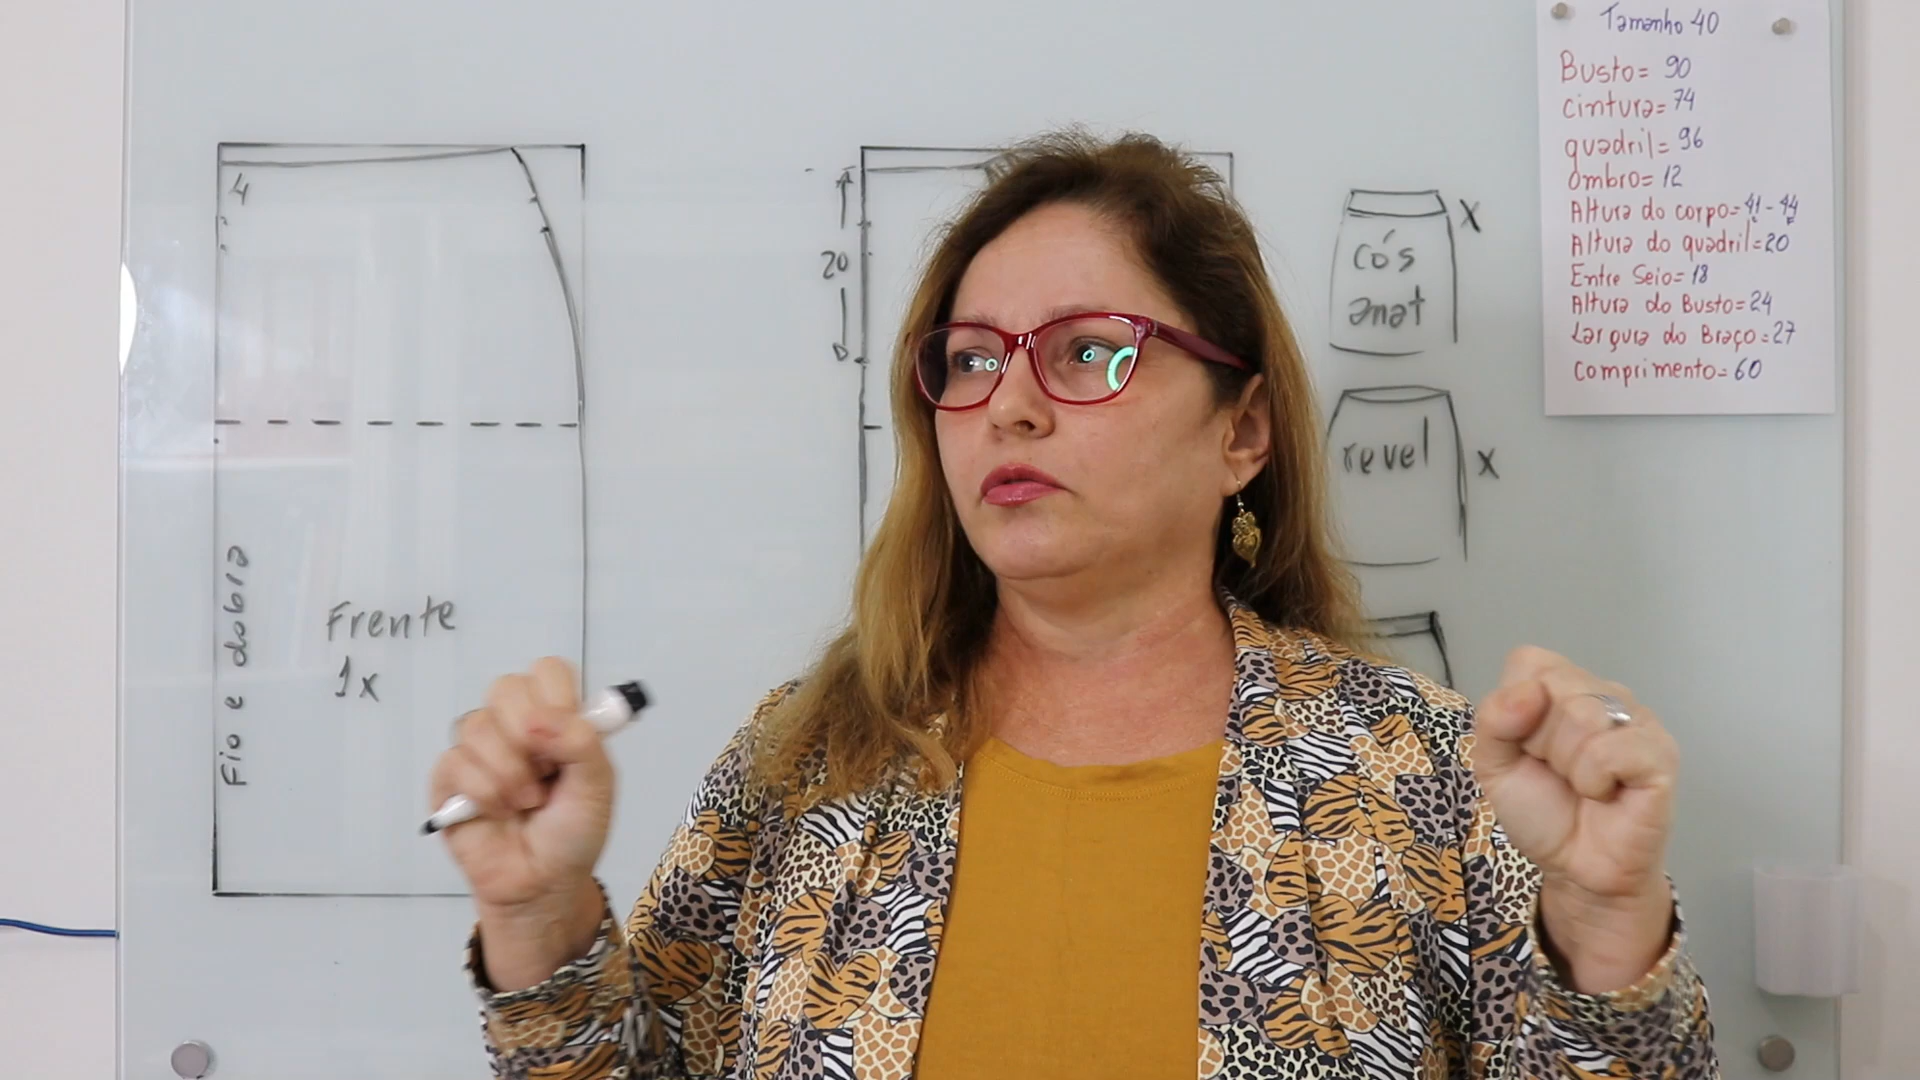 4
Fio e dobra
Frente
1x
20
cós
anat
x
revel
x
Tamanho 40
Busto= 90
cintura= 74
quadril= 96
Ombro= 12
Altura do corpo= 41 - 44
Altura do quadril= 20
Entre Seio= 18
Altura do Busto= 24
Largura do Braço= 27
comprimento= 60